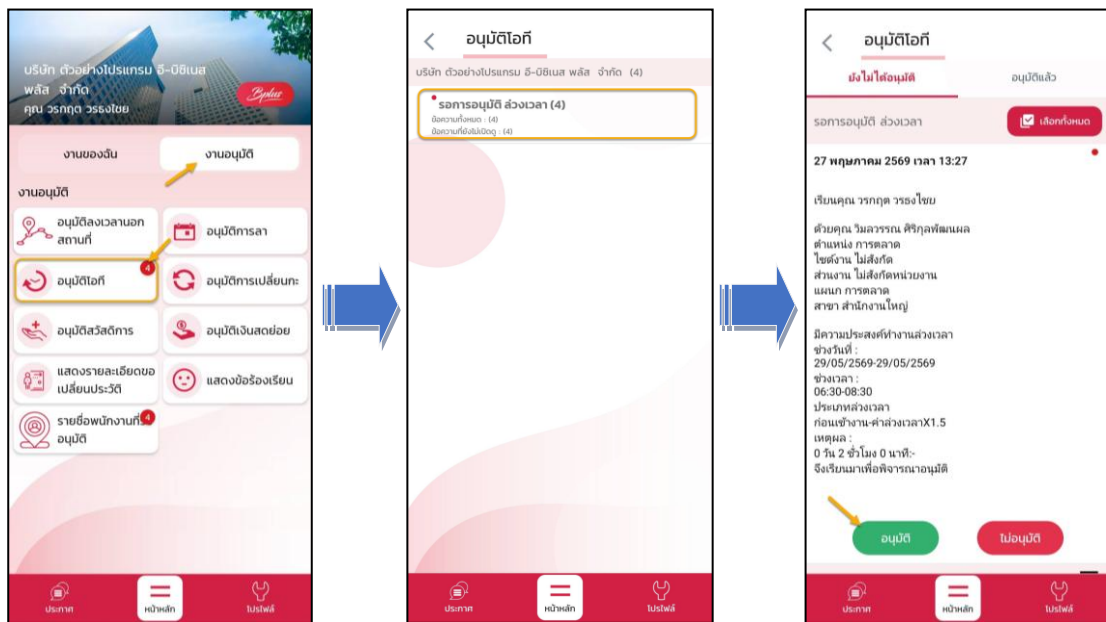 บริษัท ตัวอย่างโปรแกรม อี-บิซิเนส
พลัส จำกัด
คุณ วรกฤต วรธงไชย
Bplus
งานของฉัน
งานอนุมัติ
งานอนุมัติ
อนุมัติลงเวลานอก
สถานที่
อนุมัติการลา
อนุมัติโอที
4
อนุมัติการเปลี่ยนกะ
อนุมัติสวัสดิการ
อนุมัติเงินสดย่อย
แสดงรายละเอียดขอ
เปลี่ยนประวัติ
แสดงข้อร้องเรียน
รายชื่อพนักงานที่
4
อนุมัติ
ประกาศ
หน้าหลัก
โปรไฟล์
อนุมัติโอที
บริษัท ตัวอย่างโปรแกรม อี-บิซิเนส พลัส จำกัด (4)
รอการอนุมัติ ล่วงเวลา (4)
ข้อความทั้งหมด : (4)
ข้อความที่ยังไม่เปิดดู : (4)
ประกาศ
หน้าหลัก
โปรไฟล์
อนุมัติโอที
ยังไม่ได้อนุมัติ
อนุมัติแล้ว
รอการอนุมัติ ล่วงเวลา
เลือกทั้งหมด
27 พฤษภาคม 2569 เวลา 13:27
เรียนคุณ วรกฤต วรธงไชย
ด้วยคุณ วิมลวรรณ ศิริกุลพัฒนผล
ตำแหน่ง การตลาด
ไซต์งาน ไม่สังกัด
ส่วนงาน ไม่สังกัดหน่วยงาน
แผนก การตลาด
สาขา สำนักงานใหญ่
มีความประสงค์ทำงานล่วงเวลา
ช่วงวันที่ :
29/05/2569-29/05/2569
ช่วงเวลา :
06:30-08:30
ประเภทล่วงเวลา
ก่อนเข้างาน-ค่าล่วงเวลาX1.5
เหตุผล :
0 วัน 2 ชั่วโมง 0 นาที:-
จึงเรียนมาเพื่อพิจารณาอนุมัติ
อนุมัติ
ไม่อนุมัติ
ประกาศ
หน้าหลัก
โปรไฟล์